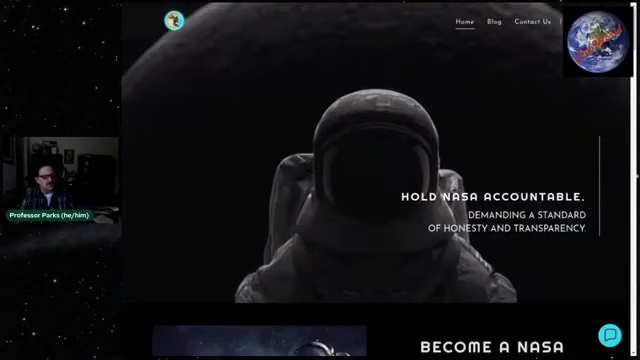 Home Blog Contact Us
HOLD NASA ACCOUNTABLE.
DEMANDING A STANDARD
OF HONESTY AND TRANSPARENCY.
Professor Parks (he/him)
BECOME A NASA